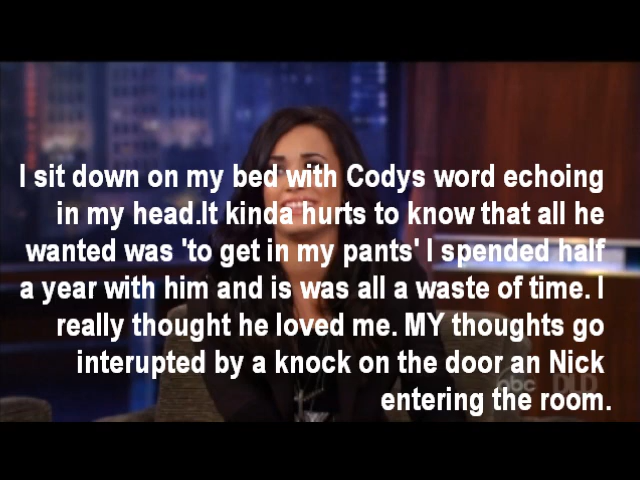 I sit down on my bed with Codys word echoing
in my head.It kinda hurts to know that all he
wanted was 'to get in my pants' I spended half
a year with him and is was all a waste of time. I
really thought he loved me. MY thoughts go
interupted by a knock on the door an Nick
entering the room.
abc DLD